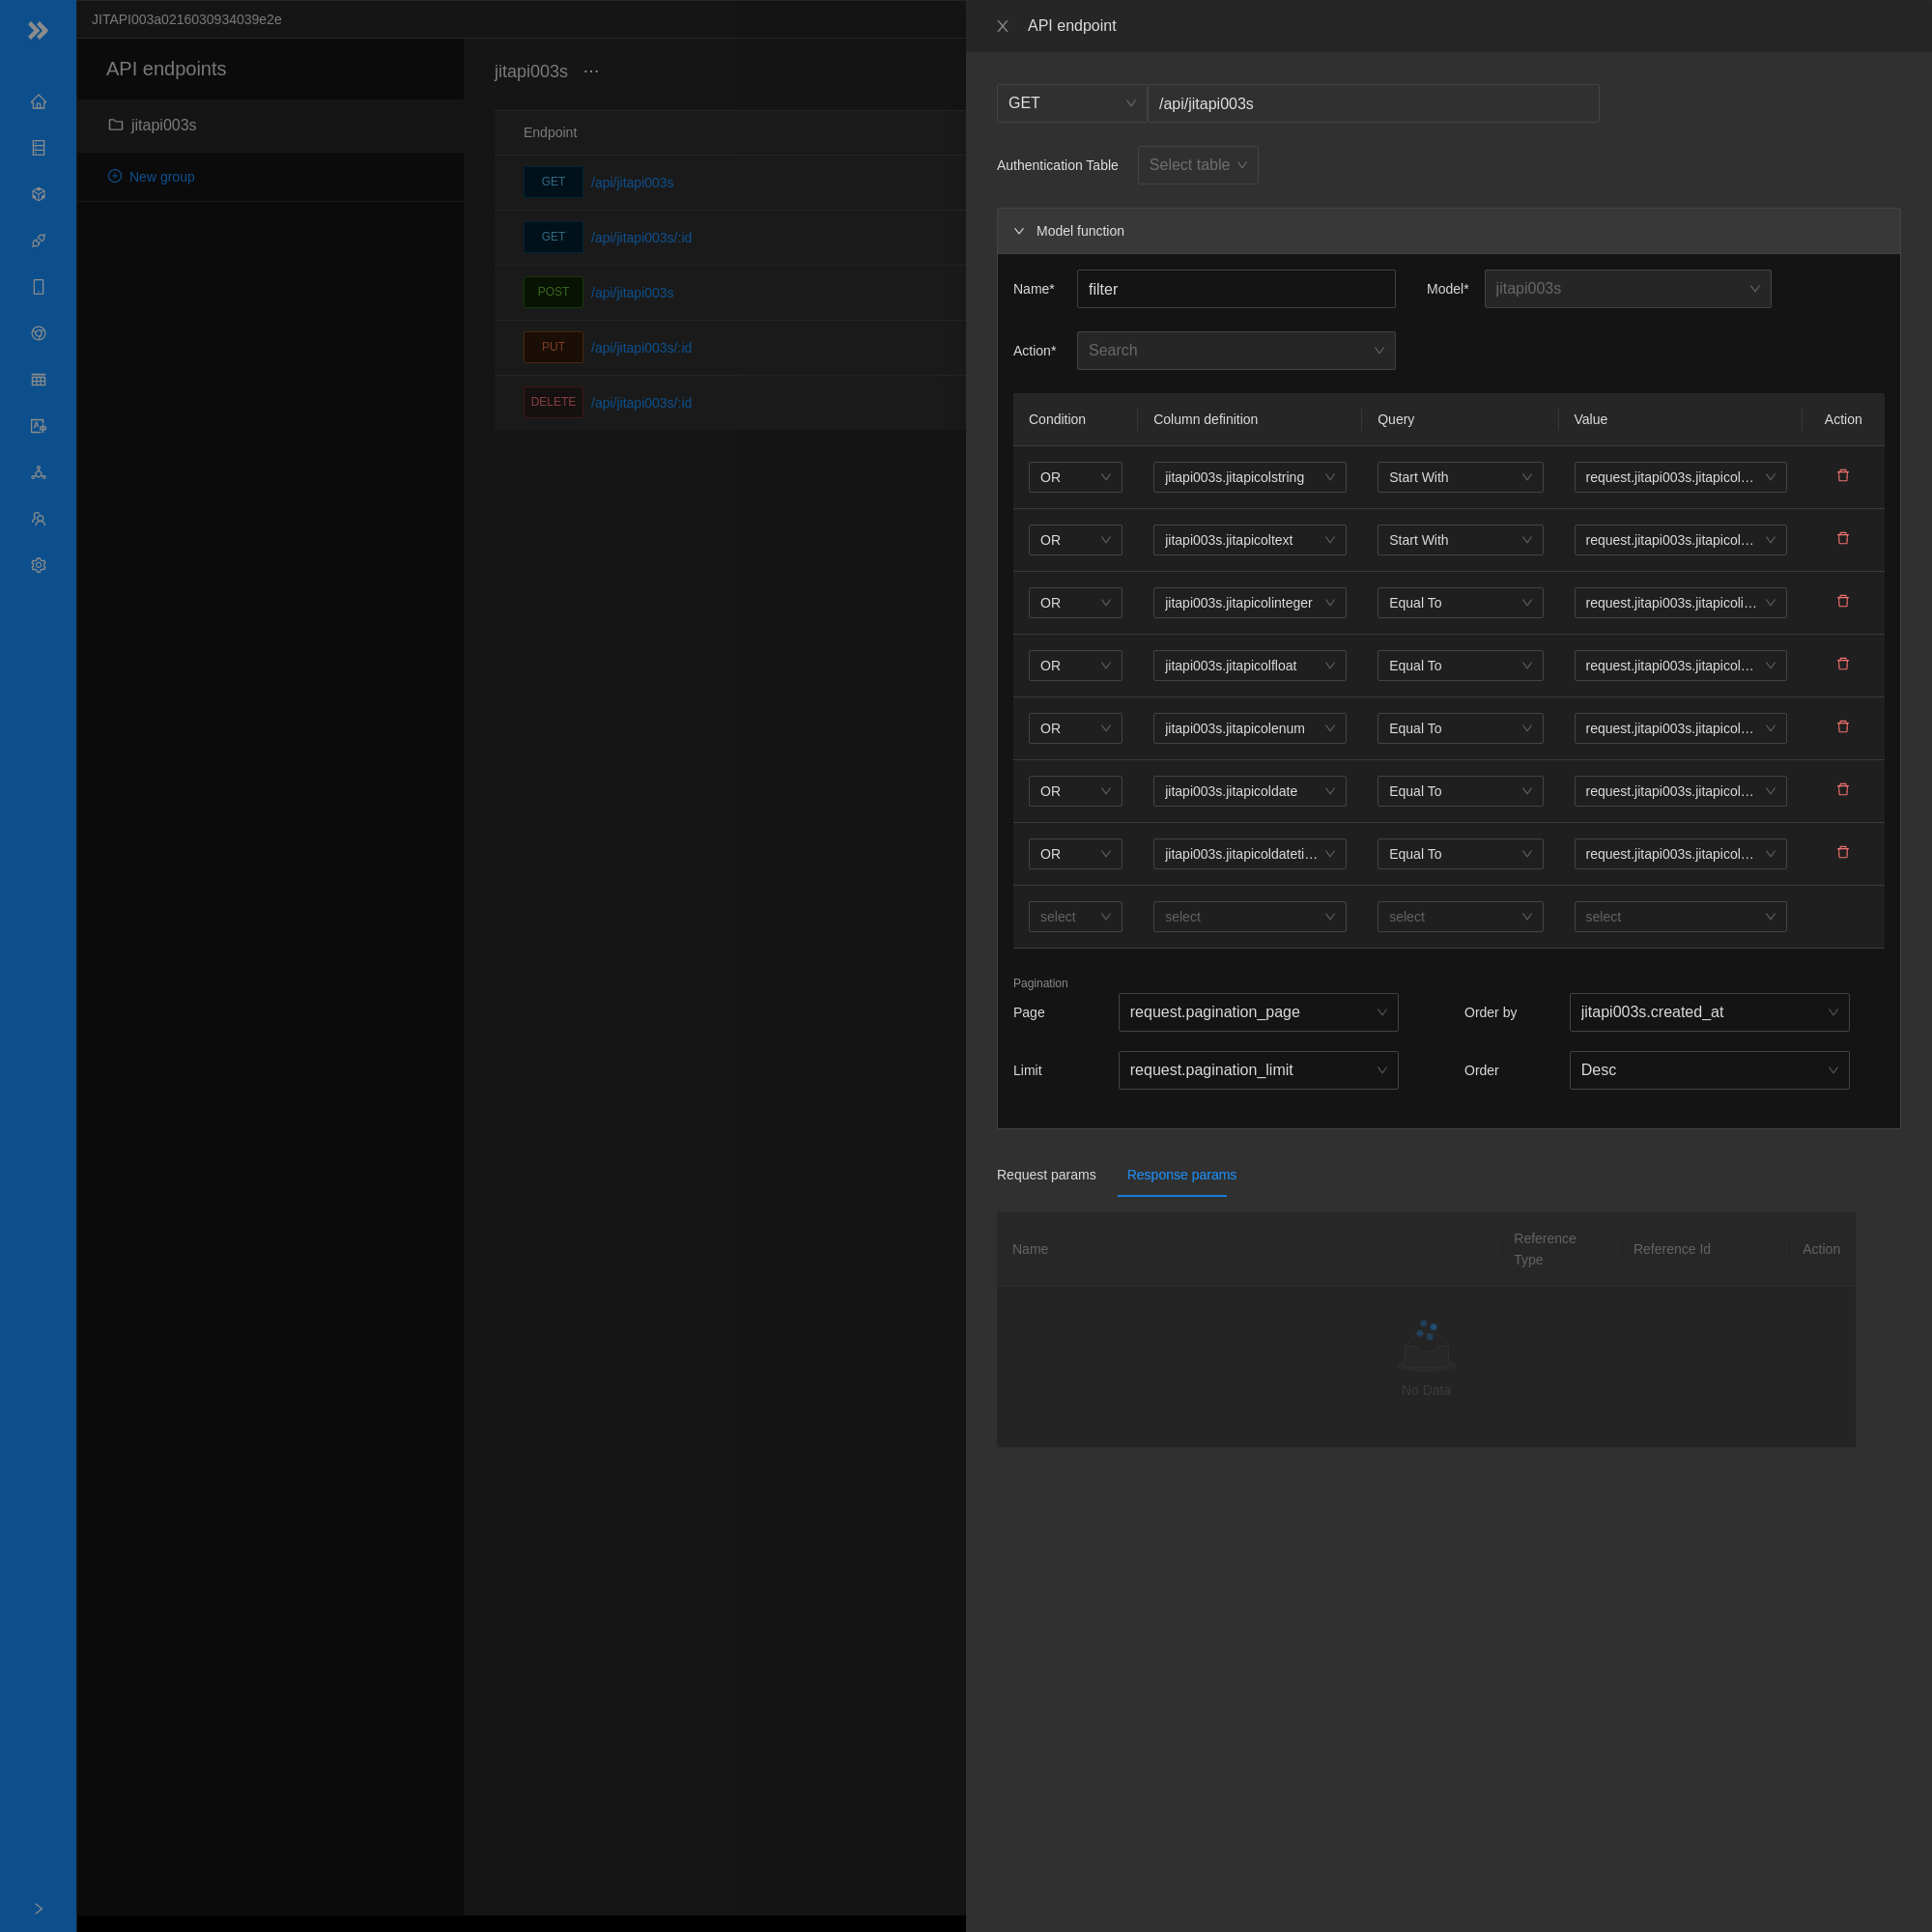 JITAPI003a0216030934039e2e
API endpoints
jitapi003s
New group
jitapi003s ···
Endpoint
GET /api/jitapi003s
GET /api/jitapi003s/:id
POST /api/jitapi003s
PUT /api/jitapi003s/:id
DELETE /api/jitapi003s/:id
API endpoint
GET /api/jitapi003s
Authentication Table Select table
Model function
Name* filter Model* jitapi003s
Action* Search
Condition Column definition Query Value Action
OR jitapi003s.jitapicolstring Start With request.jitapi003s.jitapicol…
OR jitapi003s.jitapicoltext Start With request.jitapi003s.jitapicol…
OR jitapi003s.jitapicolinteger Equal To request.jitapi003s.jitapicoli…
OR jitapi003s.jitapicolfloat Equal To request.jitapi003s.jitapicol…
OR jitapi003s.jitapicolenum Equal To request.jitapi003s.jitapicol…
OR jitapi003s.jitapicoldate Equal To request.jitapi003s.jitapicol…
OR jitapi003s.jitapicoldateti… Equal To request.jitapi003s.jitapicol…
select select select select
Pagination
Page request.pagination_page Order by jitapi003s.created_at
Limit request.pagination_limit Order Desc
Request params Response params
Name Reference Type Reference Id Action
No Data